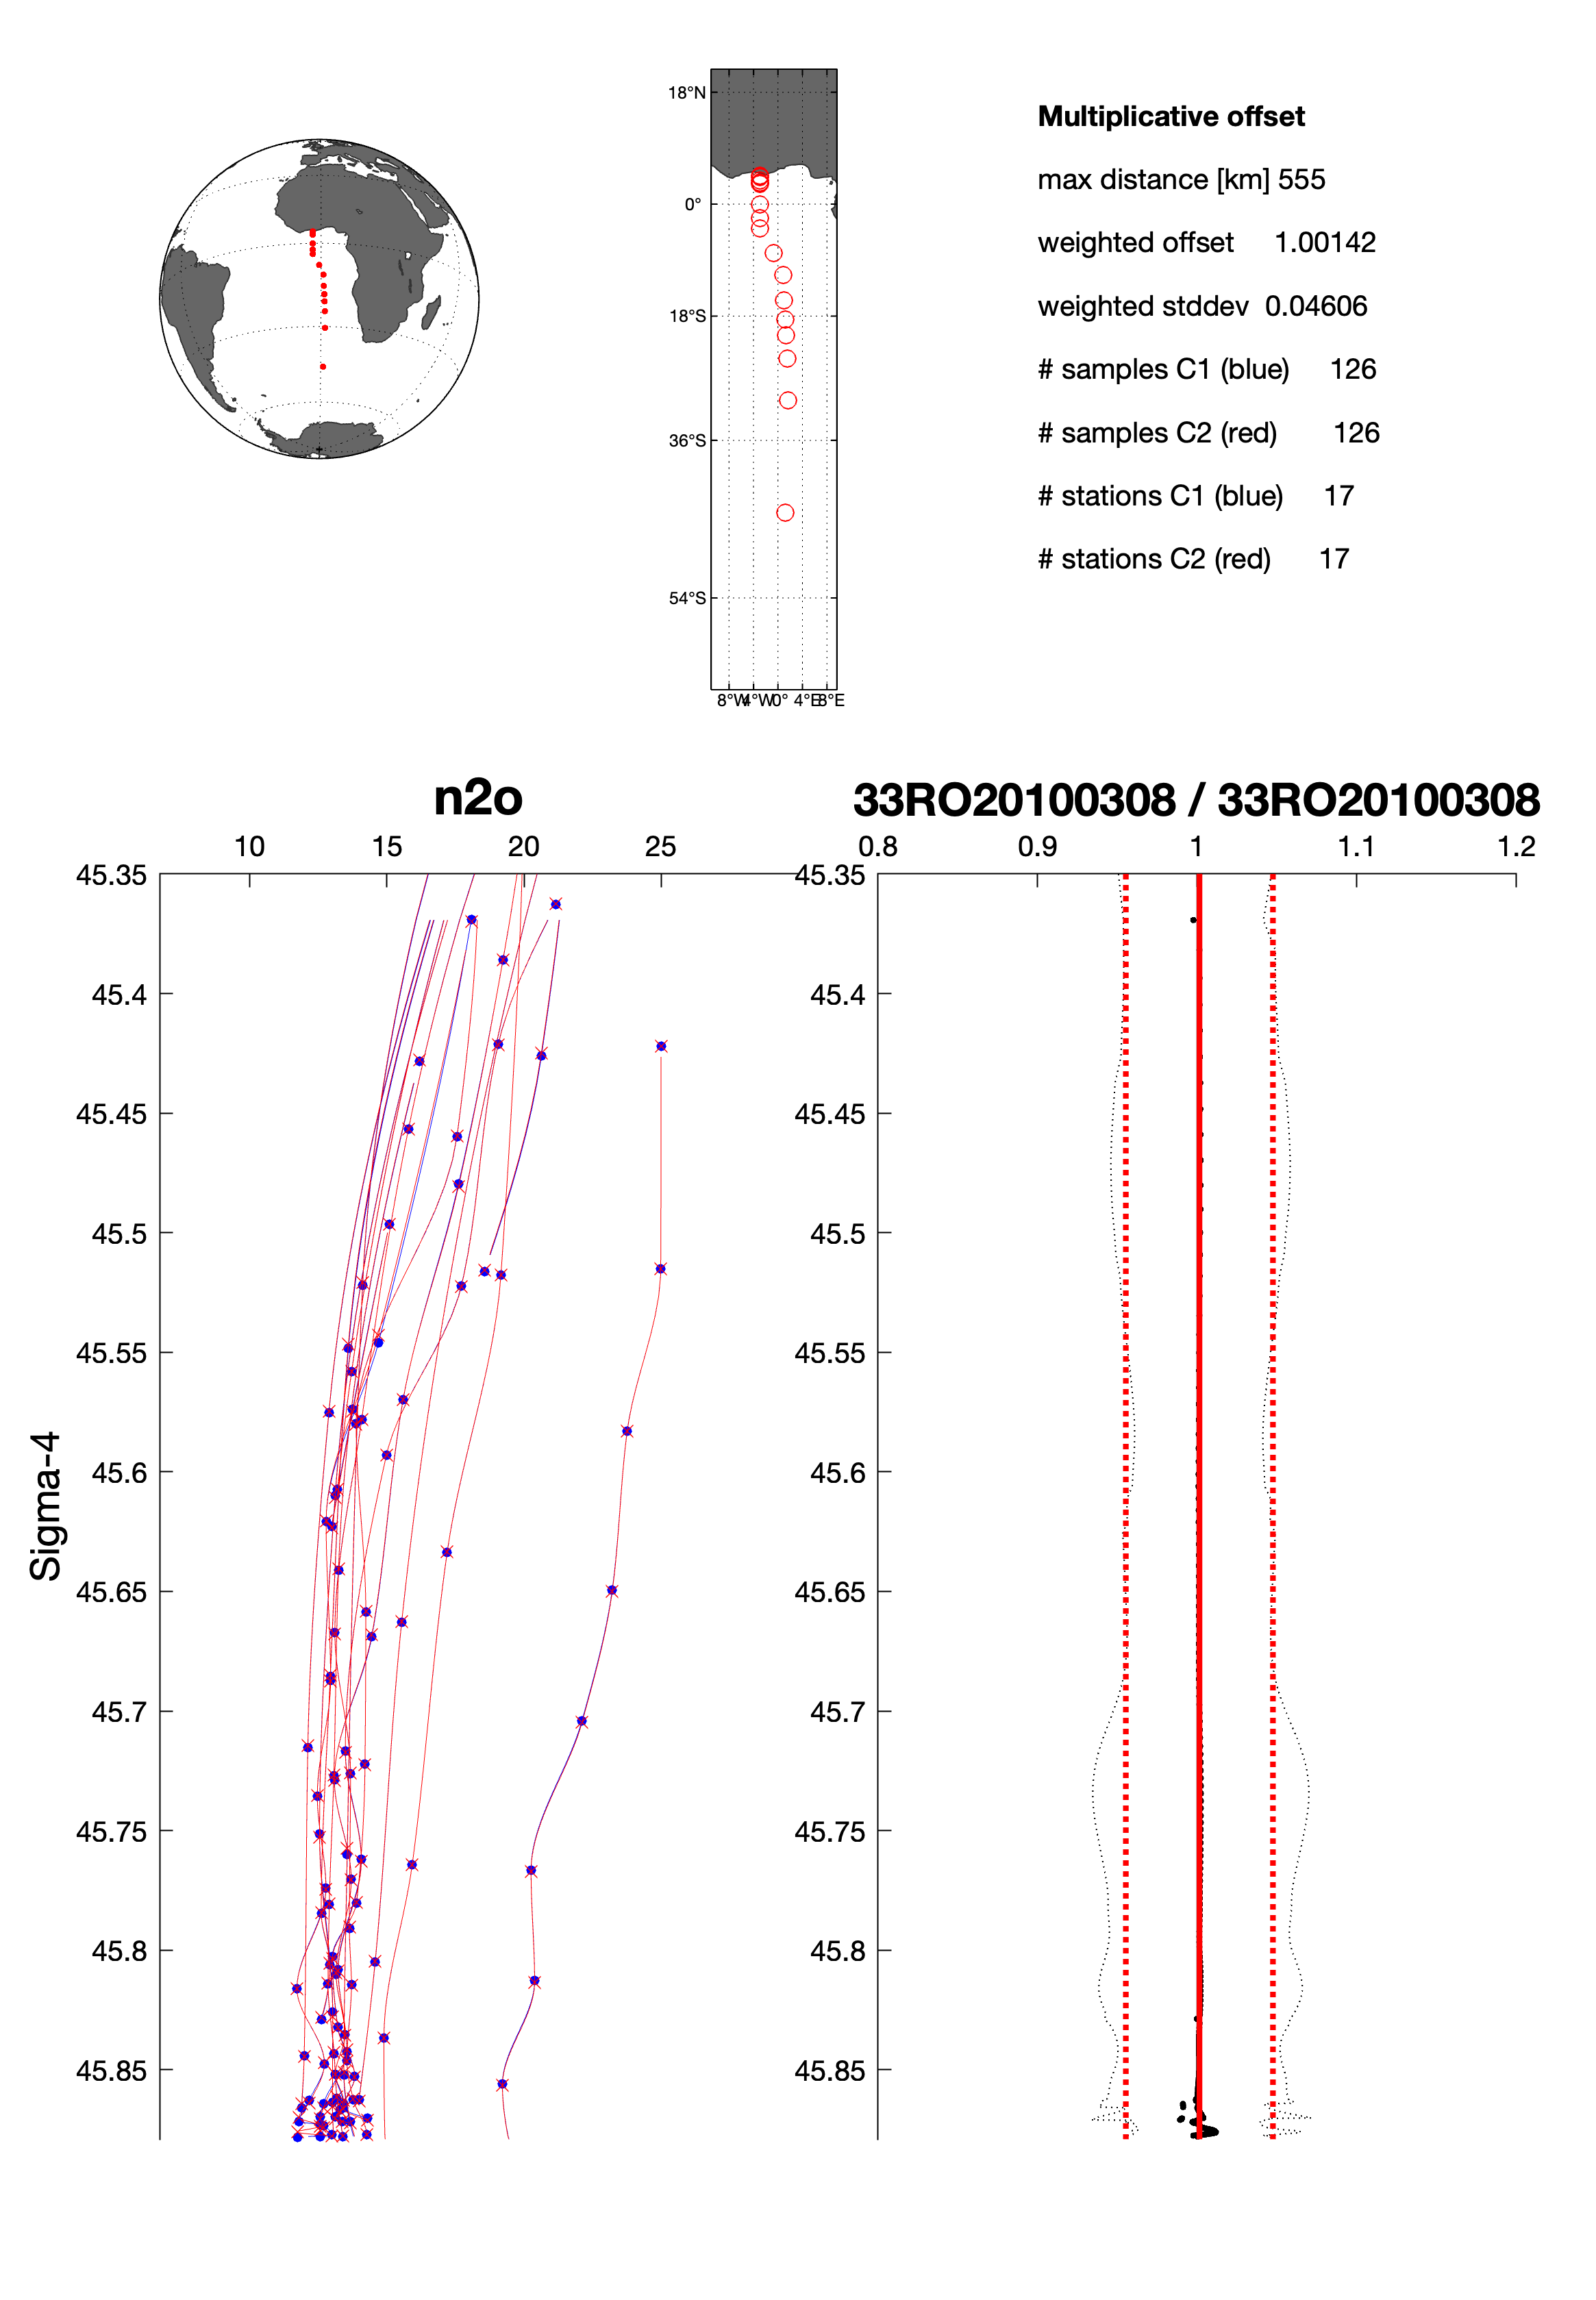 18°N
0°
18°S
36°S
54°S
8°W 4°W 0° 4°E 8°E
Multiplicative offset
max distance [km] 555
weighted offset 1.00142
weighted stddev 0.04606
# samples C1 (blue) 126
# samples C2 (red) 126
# stations C1 (blue) 17
# stations C2 (red) 17
n2o
10 15 20 25
45.35
45.4
45.45
45.5
45.55
45.6
45.65
45.7
45.75
45.8
45.85
Sigma-4
33RO20100308 / 33RO20100308
0.8 0.9 1 1.1 1.2
45.35
45.4
45.45
45.5
45.55
45.6
45.65
45.7
45.75
45.8
45.85